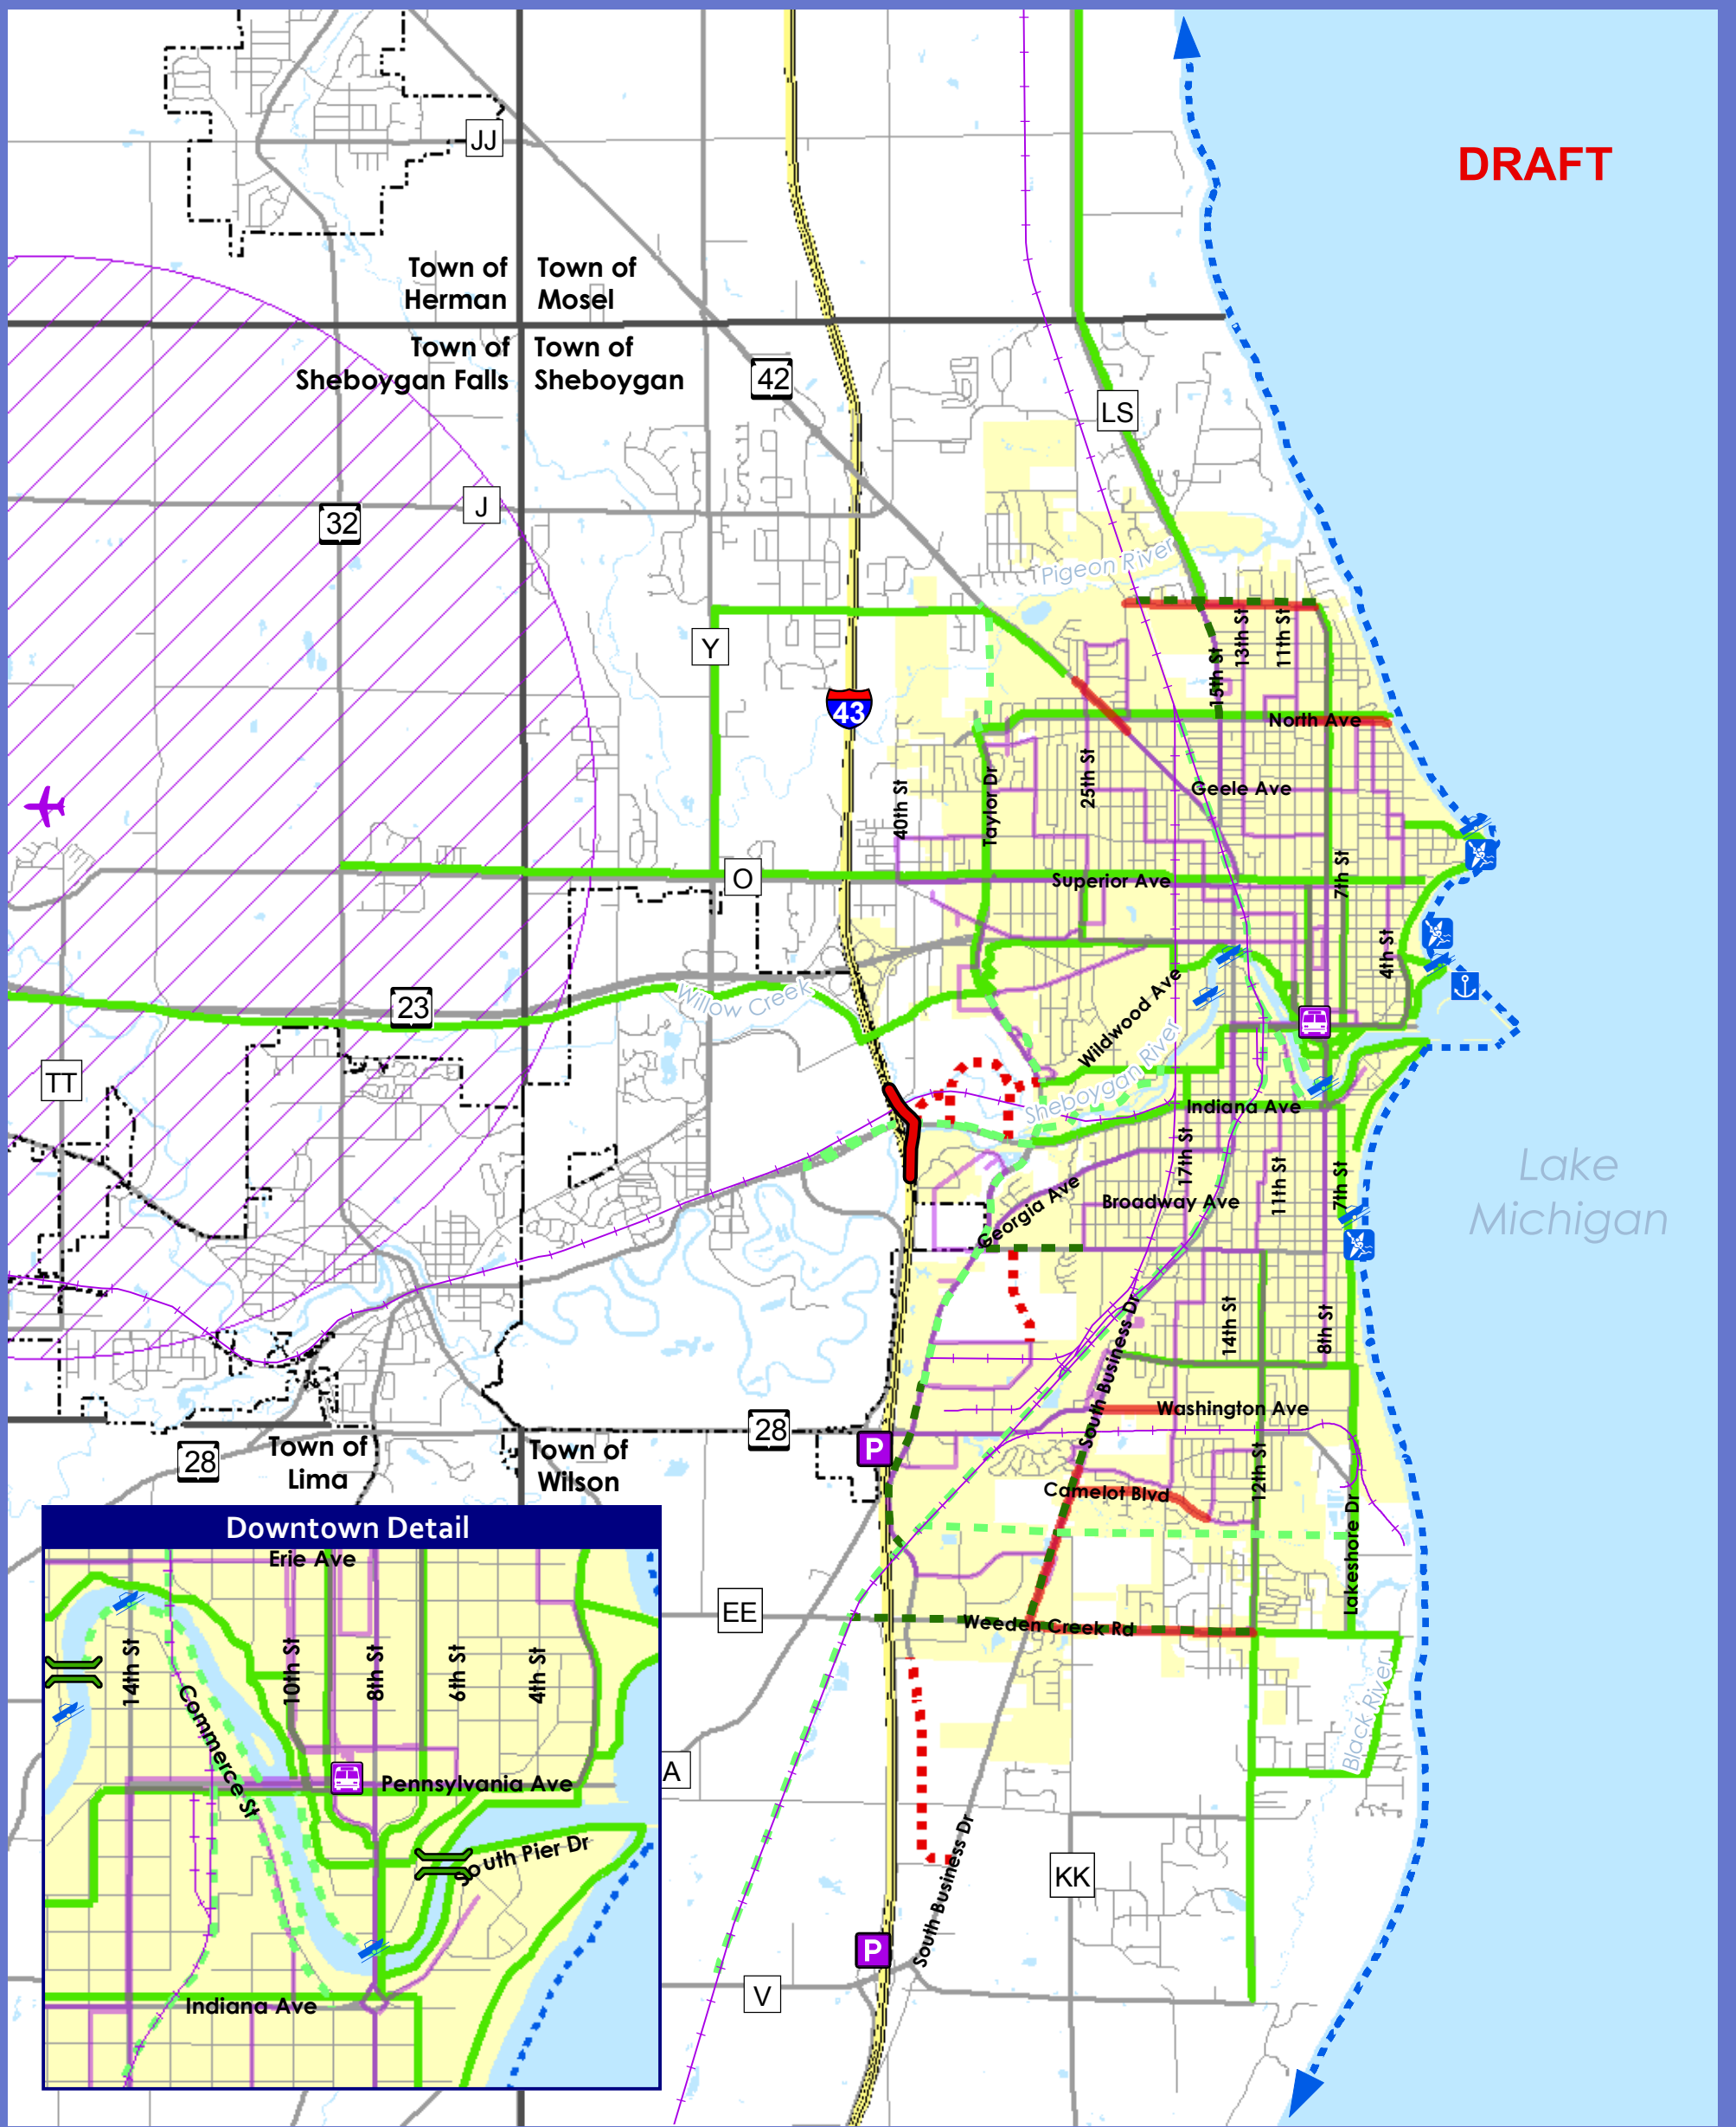 JJ
DRAFT
Town of
Herman
Town of
Mosel
Town of
Sheboygan Falls
Town of
Sheboygan
42
LS
J
32
Pigeon River
13th St
11th St
15th St
Y
43
North Ave
40th St
Taylor Dr
25th St
Geele Ave
O
Superior Ave
7th St
4th St
23
Willow Creek
Wildwood Ave
TT
Sheboygan River
Indiana Ave
17th St
11th St
7th St
Lake
Michigan
Georgia Ave
Broadway Ave
South Business Dr
14th St
8th St
Washington Ave
28
P
28
Town of
Lima
Town of
Wilson
Camelot Blvd
12th St
Lakeshore Dr
EE
Weeden Creek Rd
Black River
A
South Business Dr
KK
P
V
Downtown Detail
Erie Ave
14th St
10th St
8th St
6th St
4th St
Commerce St
Pennsylvania Ave
South Pier Dr
Indiana Ave